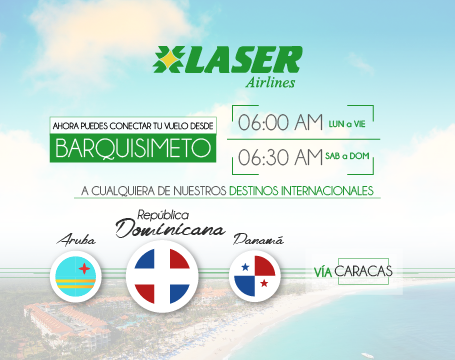 LASER
Airlines
AHORA PUEDES CONECTAR TU VUELO DESDE
BARQUISIMETO
06:00 AM LUN a VIE
06:30 AM SAB a DOM
A CUALQUIERA DE NUESTROS DESTINOS INTERNACIONALES
Aruba
República
Dominicana
Panamá
VÍA CARACAS